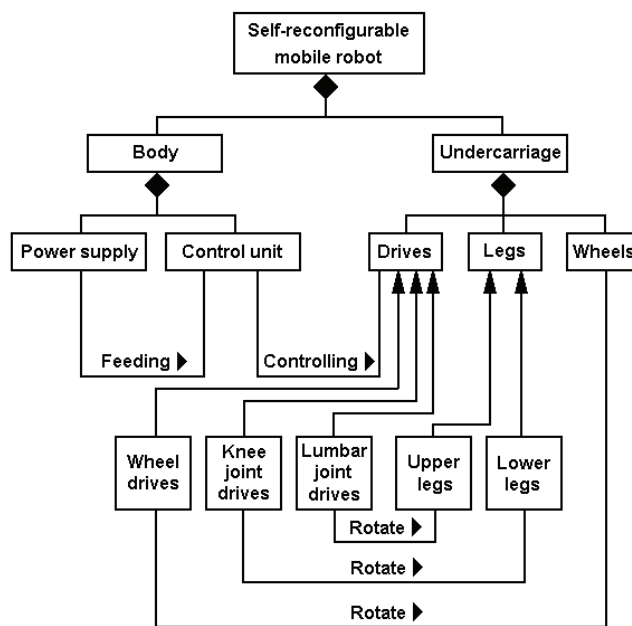 Self-reconfigurable
mobile robot
Body
Undercarriage
Power supply
Control unit
Drives
Legs
Wheels
Feeding
Controlling
Wheel
drives
Knee
joint
drives
Lumbar
joint
drives
Upper
legs
Lower
legs
Rotate
Rotate
Rotate